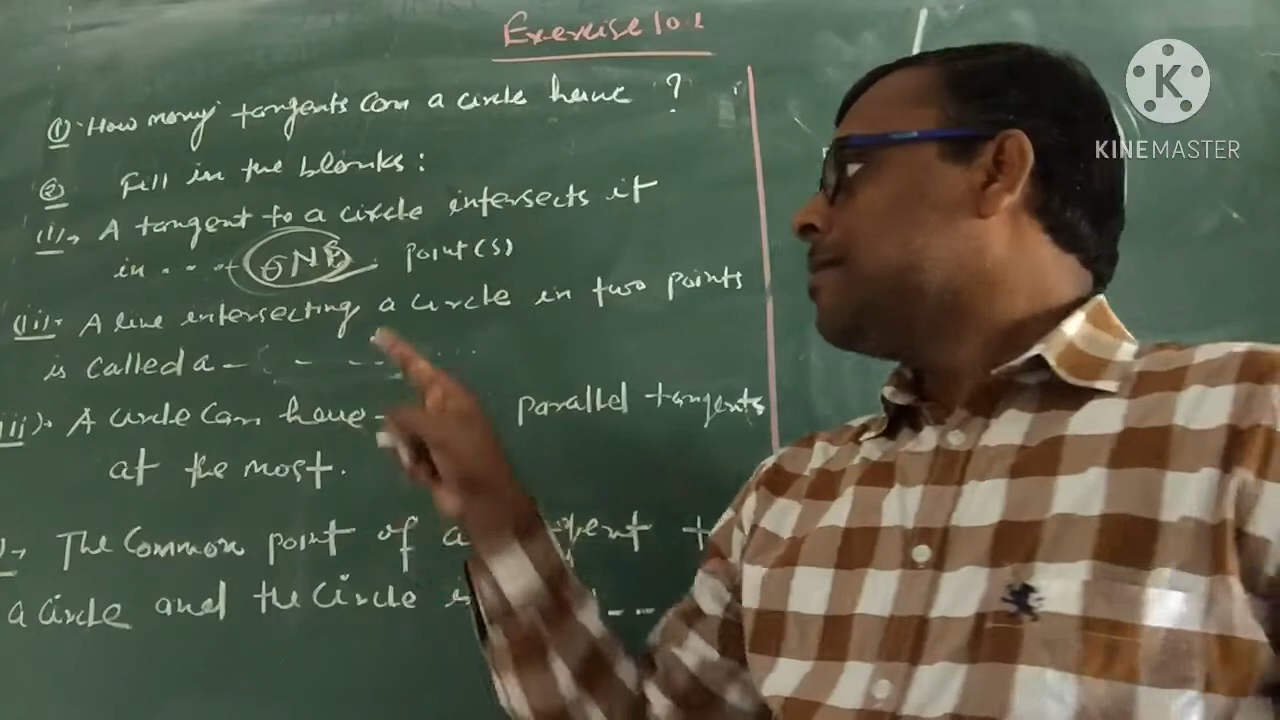 Exercise 10.1
① How many tangents can a circle have ?
② Fill in the blanks :
(i). A tangent to a circle intersects it
in .... ONE point(s)
(ii). A line intersecting a circle in two points
is called a - - - -
(iii). A circle can have - parallel tangents
at the most.
The Common point of a
a circle and the circle
K
KINEMASTER